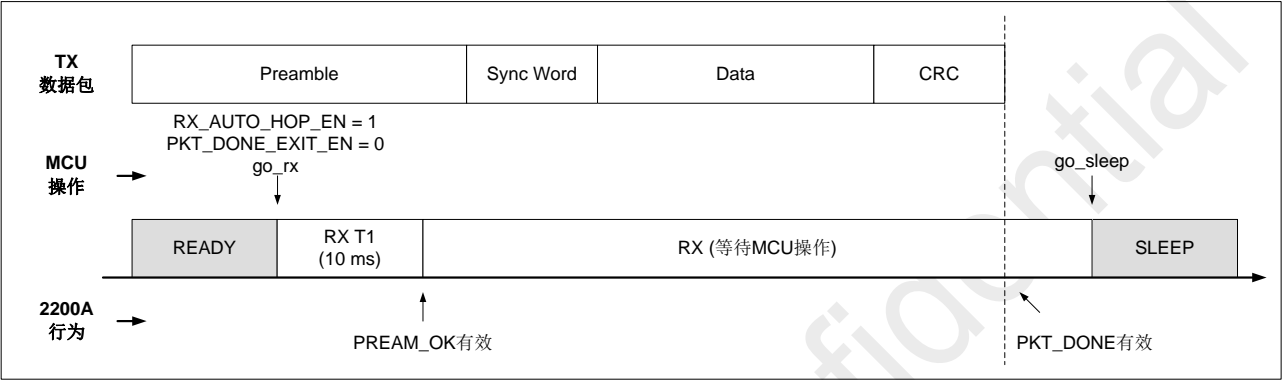 TX
数据包
Preamble
Sync Word
Data
CRC
RX_AUTO_HOP_EN = 1
PKT_DONE_EXIT_EN = 0
go_rx
MCU
操作
go_sleep
READY
RX T1
(10 ms)
RX (等待MCU操作)
SLEEP
2200A
行为
PREAM_OK有效
PKT_DONE有效
fidential